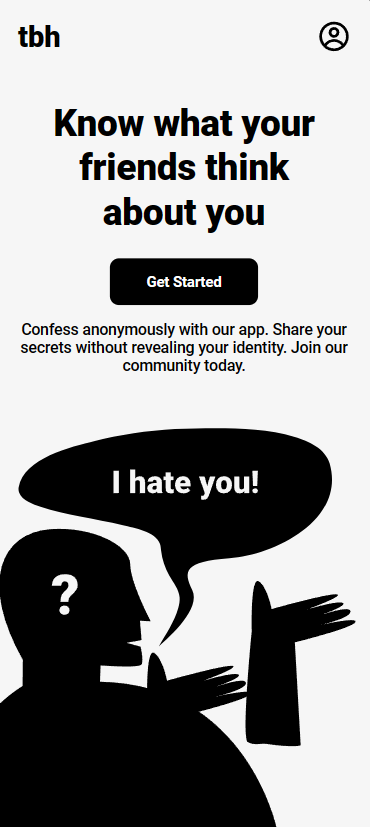 tbh
Know what your
friends think
about you
Get Started
Confess anonymously with our app. Share your
secrets without revealing your identity. Join our
community today.
I hate you!
?